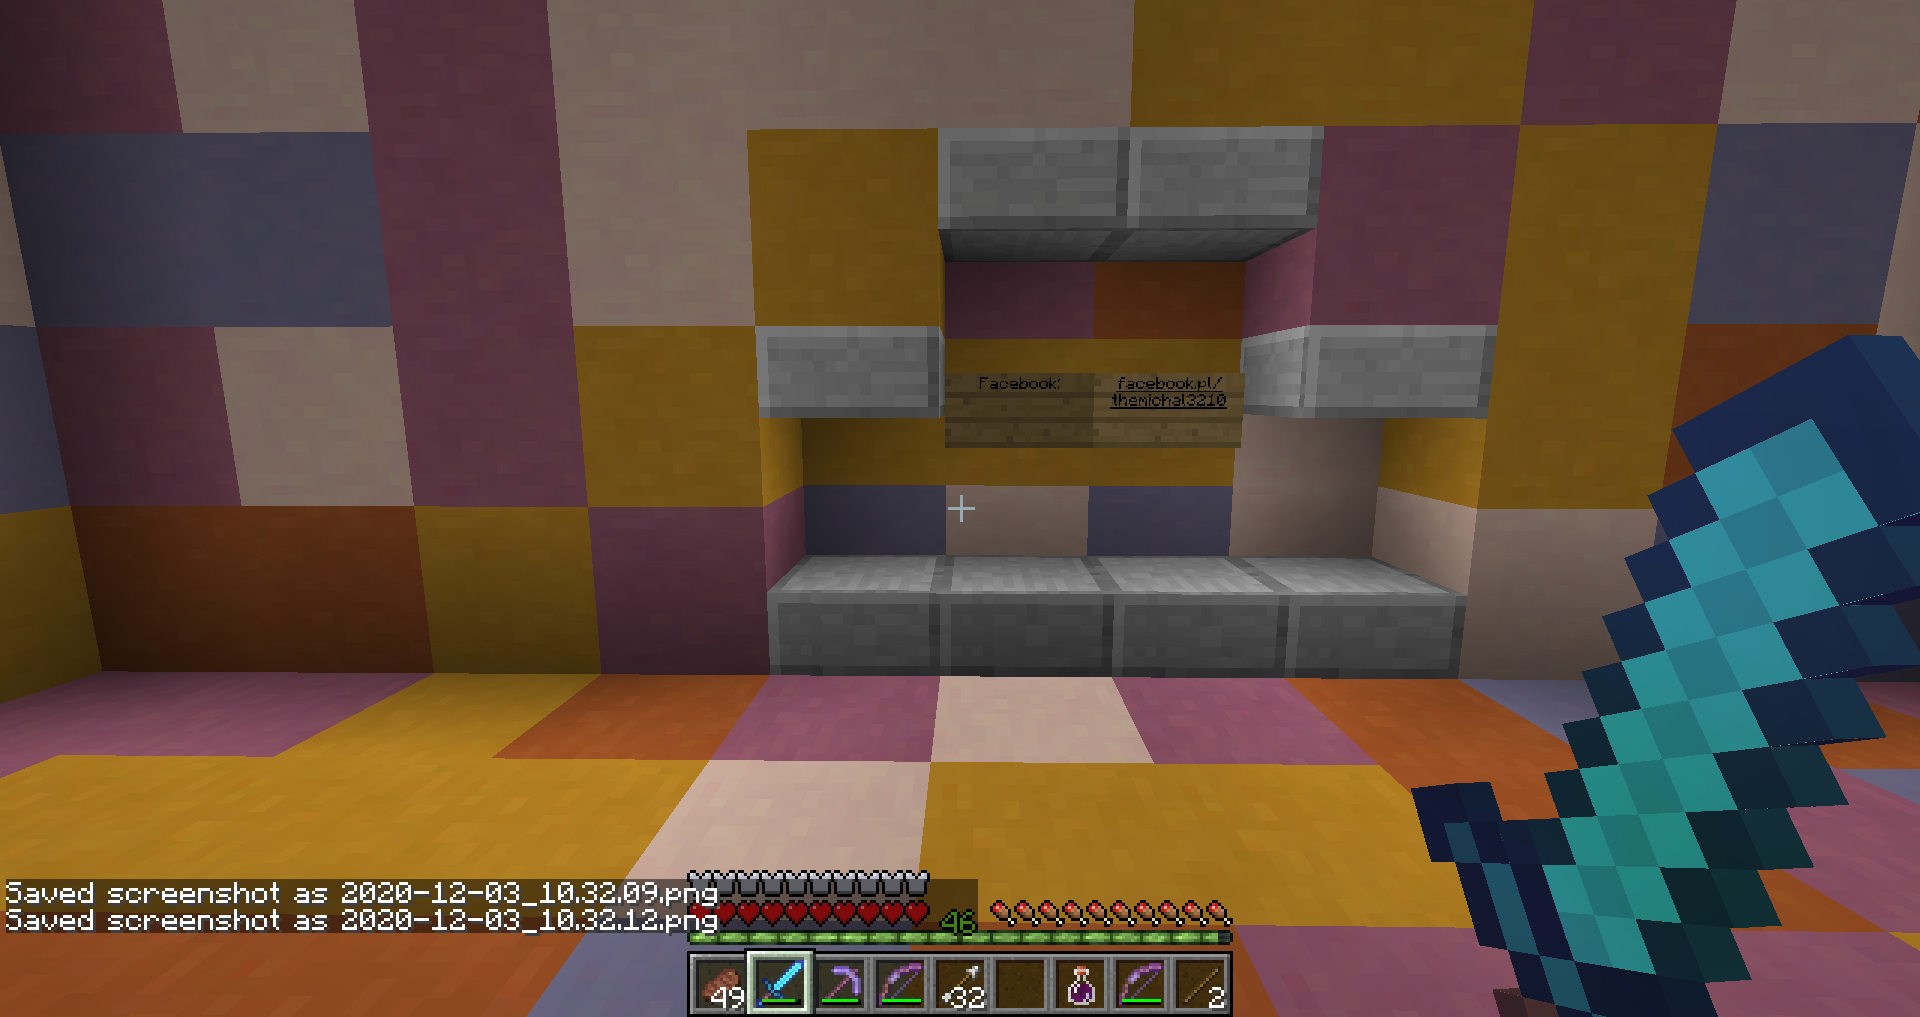 Facebook:
facebook.pl/
themichal3210
Saved screenshot as 2020-12-03_10.32.09.png
Saved screenshot as 2020-12-03_10.32.12.png
46
49
32
2